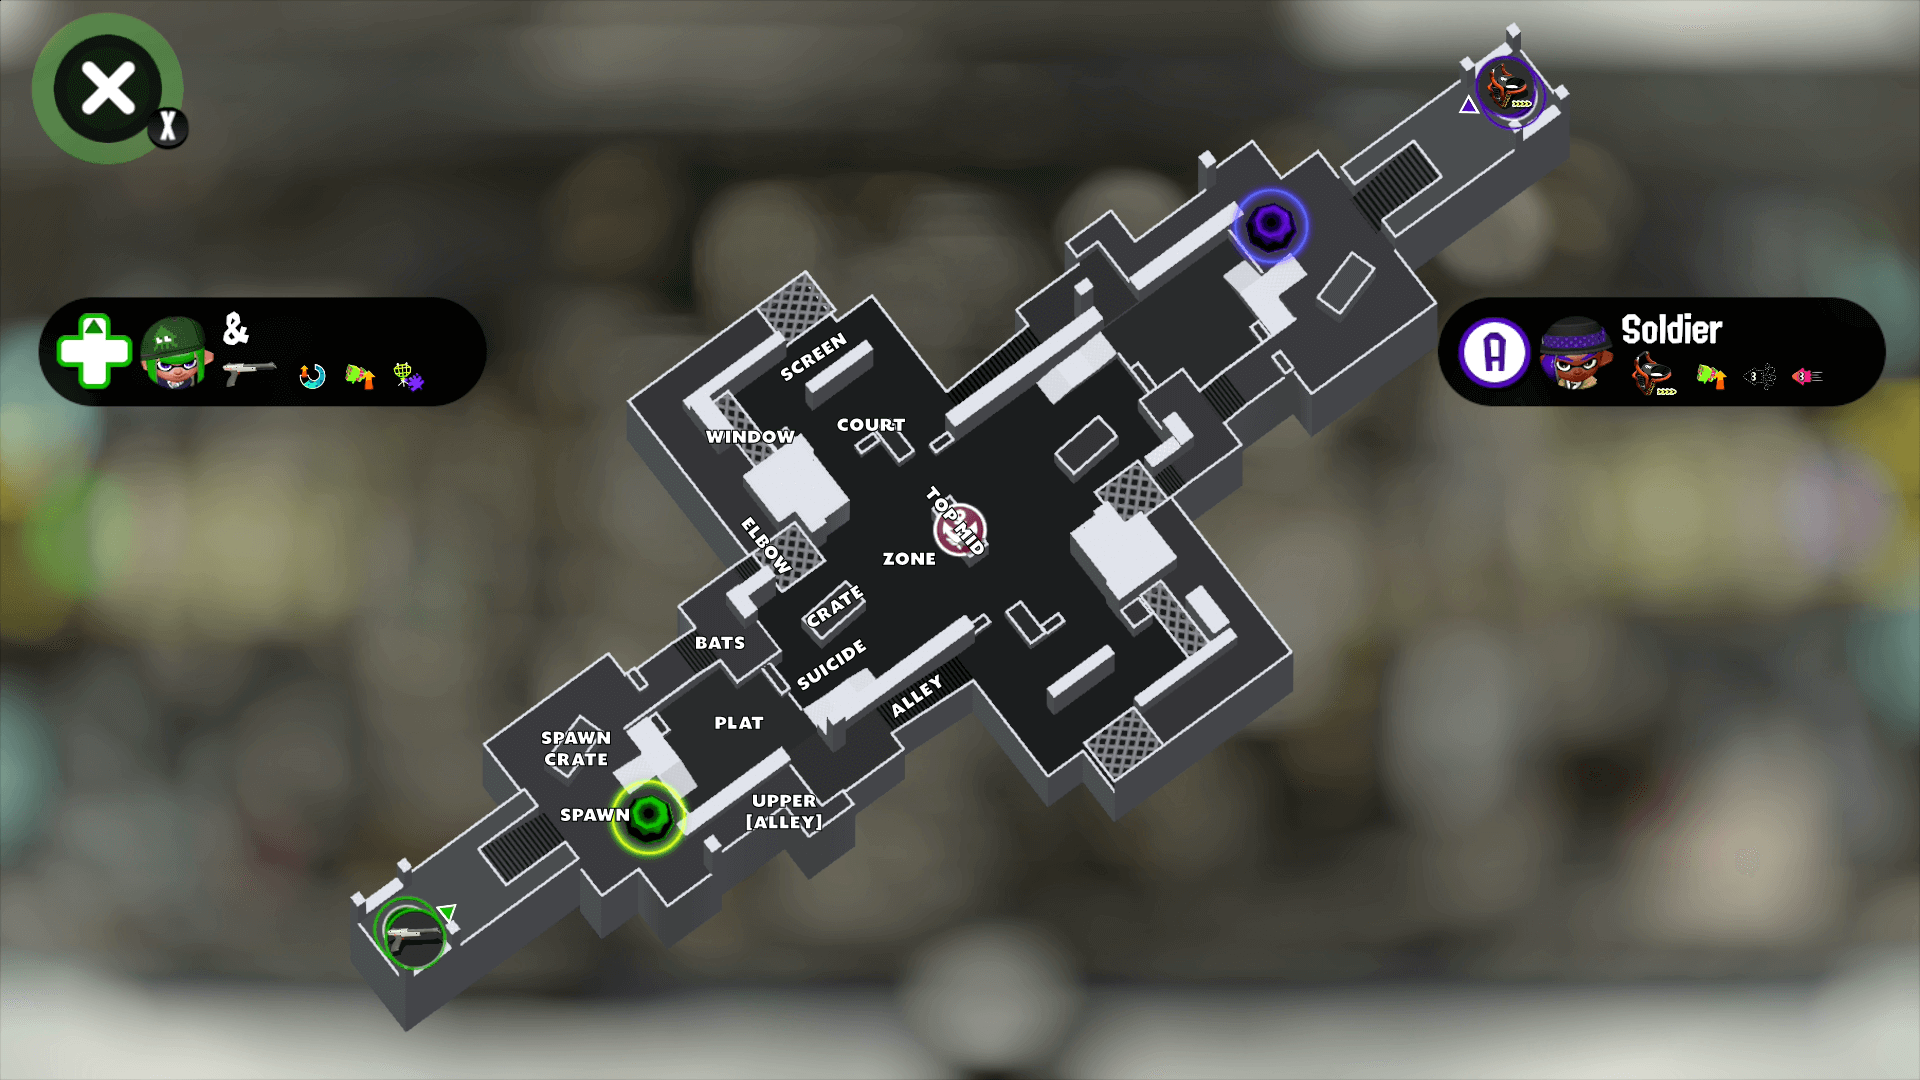 X
&
Soldier
A
SCREEN
WINDOW
COURT
TOP MID
ELBOW
ZONE
CRATE
BATS
SUICIDE
ALLEY
PLAT
SPAWN
CRATE
SPAWN
UPPER
[ALLEY]